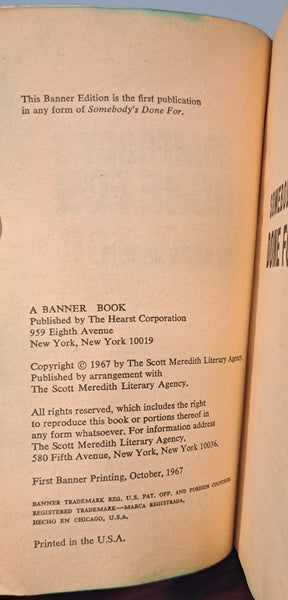 This Banner Edition is the first publication
in any form of Somebody's Done For.
A BANNER BOOK
Published by The Hearst Corporation
959 Eighth Avenue
New York, New York 10019
Copyright © 1967 by The Scott Meredith Literary Agency.
Published by arrangement with
The Scott Meredith Literary Agency.
All rights reserved, which includes the right
to reproduce this book or portions thereof in
any form whatsoever. For information address
The Scott Meredith Literary Agency,
580 Fifth Avenue, New York, New York 10036.
First Banner Printing, October, 1967
BANNER TRADEMARK REG. U.S. PAT. OFF. AND FOREIGN COUNTRIES,
REGISTERED TRADEMARK—MARCA REGISTRADA,
HECHO EN CHICAGO, U.S.A.
Printed in the U.S.A.
SOMEBOD
DONE FO